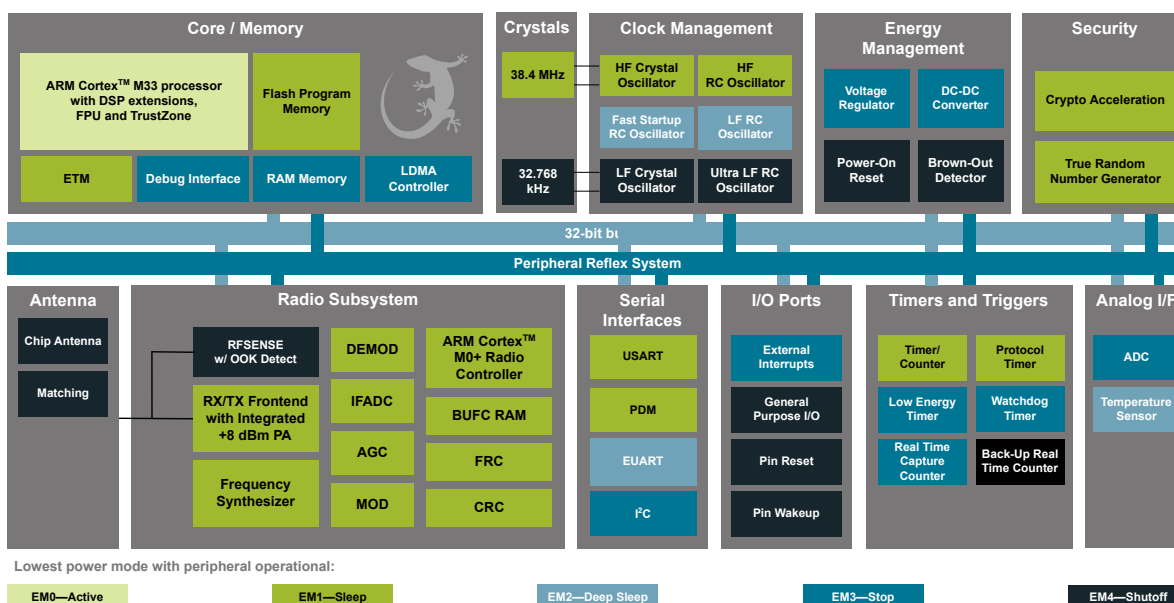 Core / Memory
ARM Cortex™ M33 processor
with DSP extensions,
FPU and TrustZone
Flash Program
Memory
ETM
Debug Interface
RAM Memory
LDMA
Controller
Crystals
38.4 MHz
32.768
kHz
Clock Management
HF Crystal
Oscillator
HF
RC Oscillator
Fast Startup
RC Oscillator
LF RC
Oscillator
LF Crystal
Oscillator
Ultra LF RC
Oscillator
Energy
Management
Voltage
Regulator
DC-DC
Converter
Power-On
Reset
Brown-Out
Detector
Security
Crypto Acceleration
True Random
Number Generator
32-bit bu
Peripheral Reflex System
Antenna
Chip Antenna
Matching
Radio Subsystem
RFSENSE
w/ OOK Detect
RX/TX Frontend
with Integrated
+8 dBm PA
Frequency
Synthesizer
DEMOD
IFADC
AGC
MOD
ARM Cortex™
M0+ Radio
Controller
BUFC RAM
FRC
CRC
Serial
Interfaces
USART
PDM
EUART
I²C
I/O Ports
External
Interrupts
General
Purpose I/O
Pin Reset
Pin Wakeup
Timers and Triggers
Timer/
Counter
Protocol
Timer
Low Energy
Timer
Watchdog
Timer
Real Time
Capture
Counter
Back-Up Real
Time Counter
Analog I/F
ADC
Temperature
Sensor
Lowest power mode with peripheral operational:
EM0—Active
EM1—Sleep
EM2—Deep Sleep
EM3—Stop
EM4—Shutoff